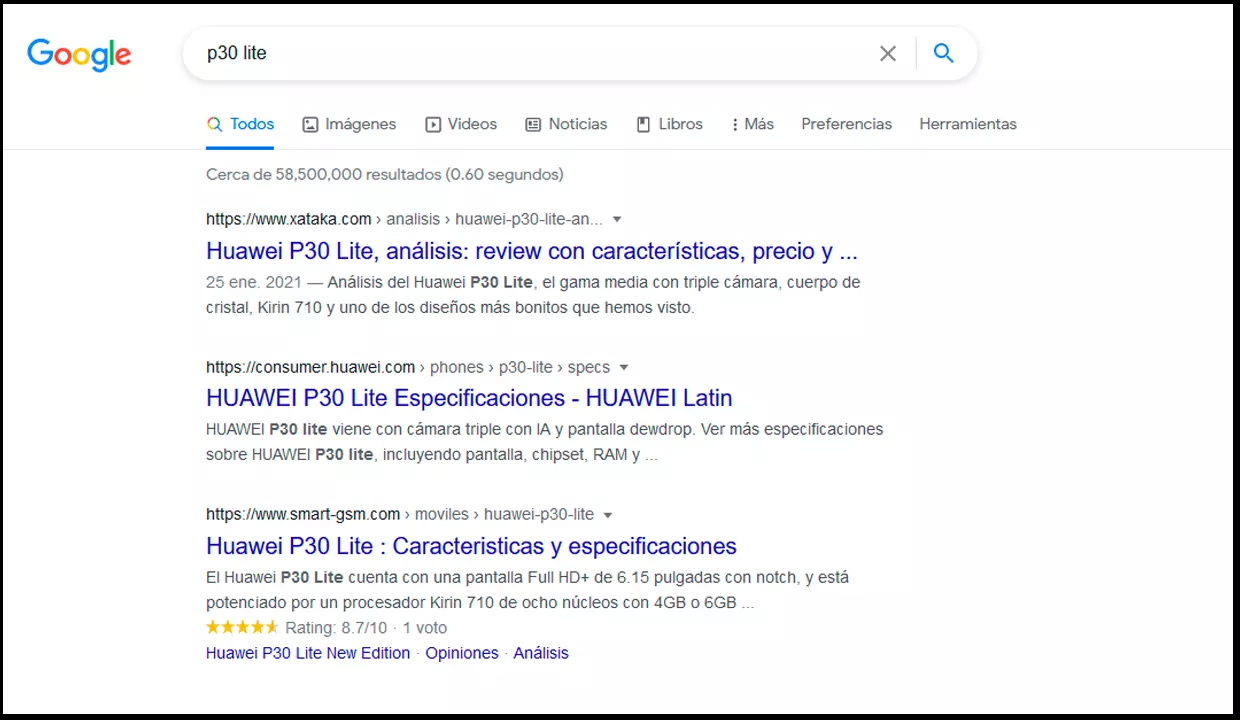 Google
p30 lite
Todos Imágenes Videos Noticias Libros Más Preferencias Herramientas
Cerca de 58,500,000 resultados (0.60 segundos)
https://www.xataka.com › analisis › huawei-p30-lite-an...
Huawei P30 Lite, análisis: review con características, precio y ...
25 ene. 2021 — Análisis del Huawei P30 Lite, el gama media con triple cámara, cuerpo de
cristal, Kirin 710 y uno de los diseños más bonitos que hemos visto.
https://consumer.huawei.com › phones › p30-lite › specs
HUAWEI P30 Lite Especificaciones - HUAWEI Latin
HUAWEI P30 lite viene con cámara triple con IA y pantalla dewdrop. Ver más especificaciones
sobre HUAWEI P30 lite, incluyendo pantalla, chipset, RAM y ...
https://www.smart-gsm.com › moviles › huawei-p30-lite
Huawei P30 Lite : Caracteristicas y especificaciones
El Huawei P30 Lite cuenta con una pantalla Full HD+ de 6.15 pulgadas con notch, y está
potenciado por un procesador Kirin 710 de ocho núcleos con 4GB o 6GB ...
Rating: 8.7/10 · 1 voto
Huawei P30 Lite New Edition · Opiniones · Análisis